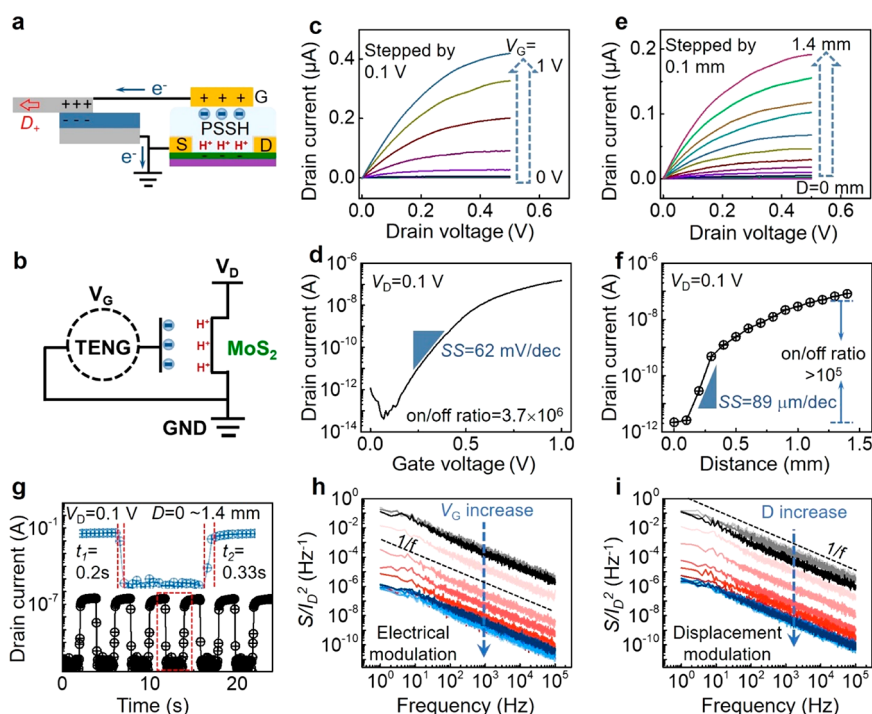 a
e⁻
+ + +
- - -
D₊
e⁻
+ + +
G
PSSH
S
H⁺ H⁺ H⁺
D
b
V_G
TENG
H⁺
H⁺
H⁺
V_D
MoS₂
GND
c
Drain current (μA)
0.4
0.2
0.0
Stepped by
0.1 V
V_G=
1 V
0 V
0.0 0.2 0.4 0.6
Drain voltage (V)
d
Drain current (A)
10⁻⁶
10⁻⁸
10⁻¹⁰
10⁻¹²
10⁻¹⁴
V_D=0.1 V
SS=62 mV/dec
on/off ratio=3.7×10⁶
0.0 0.5 1.0
Gate voltage (V)
e
Drain current (μA)
0.2
0.1
0.0
Stepped by
0.1 mm
1.4 mm
D=0 mm
0.0 0.2 0.4 0.6
Drain voltage (V)
f
Drain current (A)
10⁻⁶
10⁻⁸
10⁻¹⁰
10⁻¹²
V_D=0.1 V
on/off ratio
>10⁵
SS=89 μm/dec
0.0 0.5 1.0 1.5
Distance (mm)
g
Drain current (A)
10⁻¹
10⁻⁷
V_D=0.1 V D=0 ~1.4 mm
t₁=
0.2s
t₂=
0.33s
0 10 20
Time (s)
h
S/I_D² (Hz⁻¹)
10⁰
10⁻²
10⁻⁴
10⁻⁶
10⁻⁸
10⁻¹⁰
V_G increase
1/f
Electrical
modulation
10⁰ 10¹ 10² 10³ 10⁴ 10⁵
Frequency (Hz)
i
S/I_D² (Hz⁻¹)
10⁰
10⁻²
10⁻⁴
10⁻⁶
10⁻⁸
10⁻¹⁰
D increase
1/f
Displacement
modulation
10⁰ 10¹ 10² 10³ 10⁴ 10⁵
Frequency (Hz)